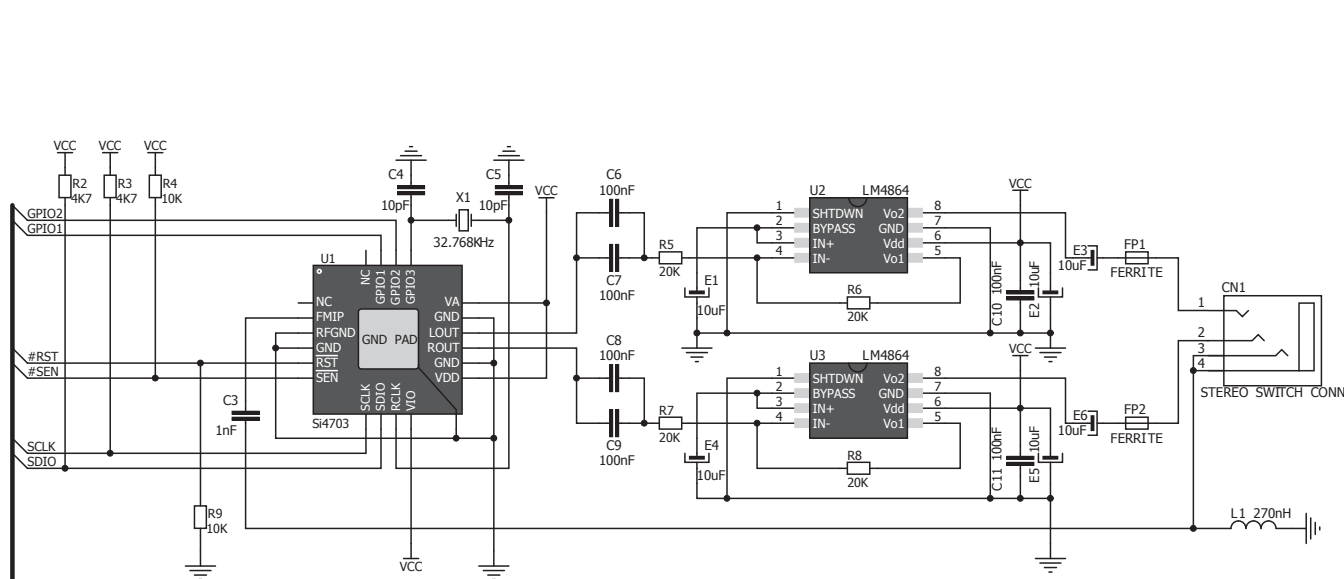 VCC VCC VCC
R2 4K7
R3 4K7
R4 10K
GPIO2
GPIO1
#RST
#SEN
SCLK
SDIO
R9 10K
C3 1nF
C4 10pF
X1 32.768KHz
C5 10pF
VCC
U1
NC
GPIO1
GPIO2
GPIO3
NC
FMIP
RFGND
GND
RST
SEN
GND PAD
VA
GND
LOUT
ROUT
GND
VDD
SCLK
SDIO
RCLK
VIO
Si4703
VCC
C6
100nF
C7
100nF
C8
100nF
C9
100nF
R5
20K
R7
20K
E1
10uF
E4
10uF
U2 LM4864
1 SHTDWN Vo2 8
2 BYPASS GND 7
3 IN+ Vdd 6
4 IN- Vo1 5
R6
20K
VCC
C10 100nF
E2 10uF
E3
10uF
FP1
FERRITE
U3 LM4864
1 SHTDWN Vo2 8
2 BYPASS GND 7
3 IN+ Vdd 6
4 IN- Vo1 5
R8
20K
VCC
C11 100nF
E5 10uF
E6
10uF
FP2
FERRITE
CN1
1
2
3
4
STEREO SWITCH CONN
L1 270nH